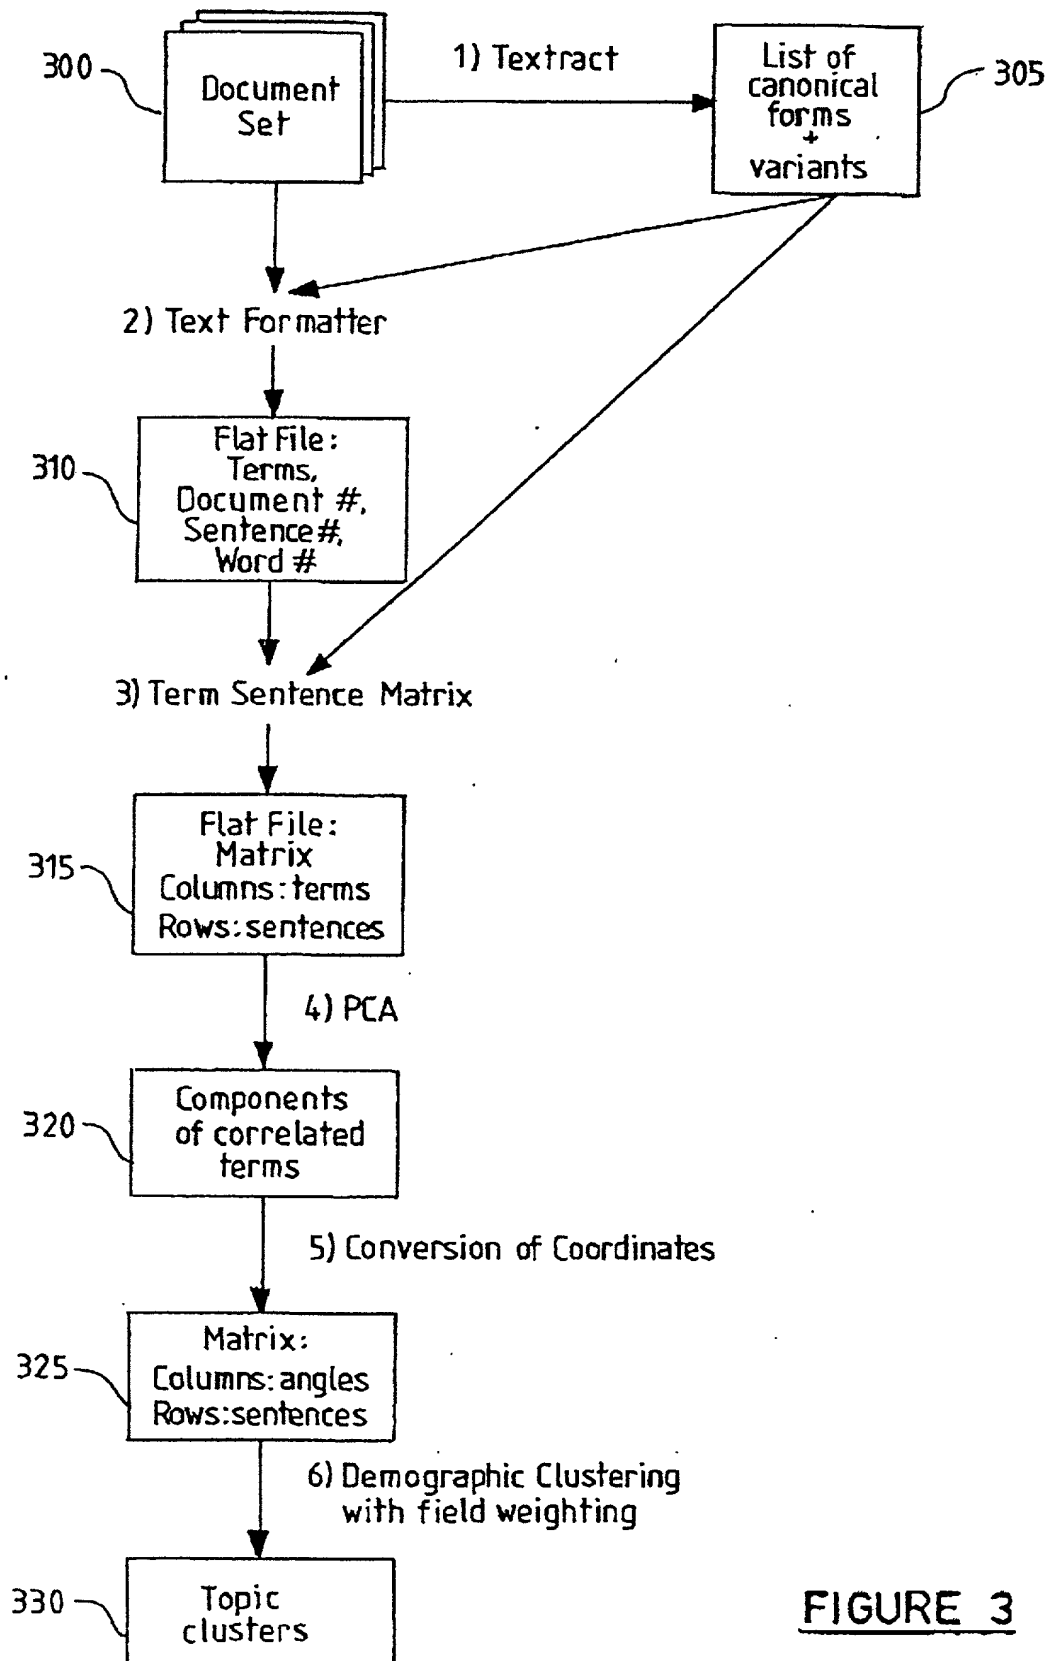 300
Document
Set
1) Textract
List of
canonical
forms
+
variants
305
2) Text Formatter
310
Flat File:
Terms,
Document #,
Sentence#,
Word #
3) Term Sentence Matrix
315
Flat File:
Matrix
Columns: terms
Rows: sentences
4) PCA
320
Components
of correlated
terms
5) Conversion of Coordinates
325
Matrix:
Columns: angles
Rows: sentences
6) Demographic Clustering
with field weighting
330
Topic
clusters
FIGURE 3